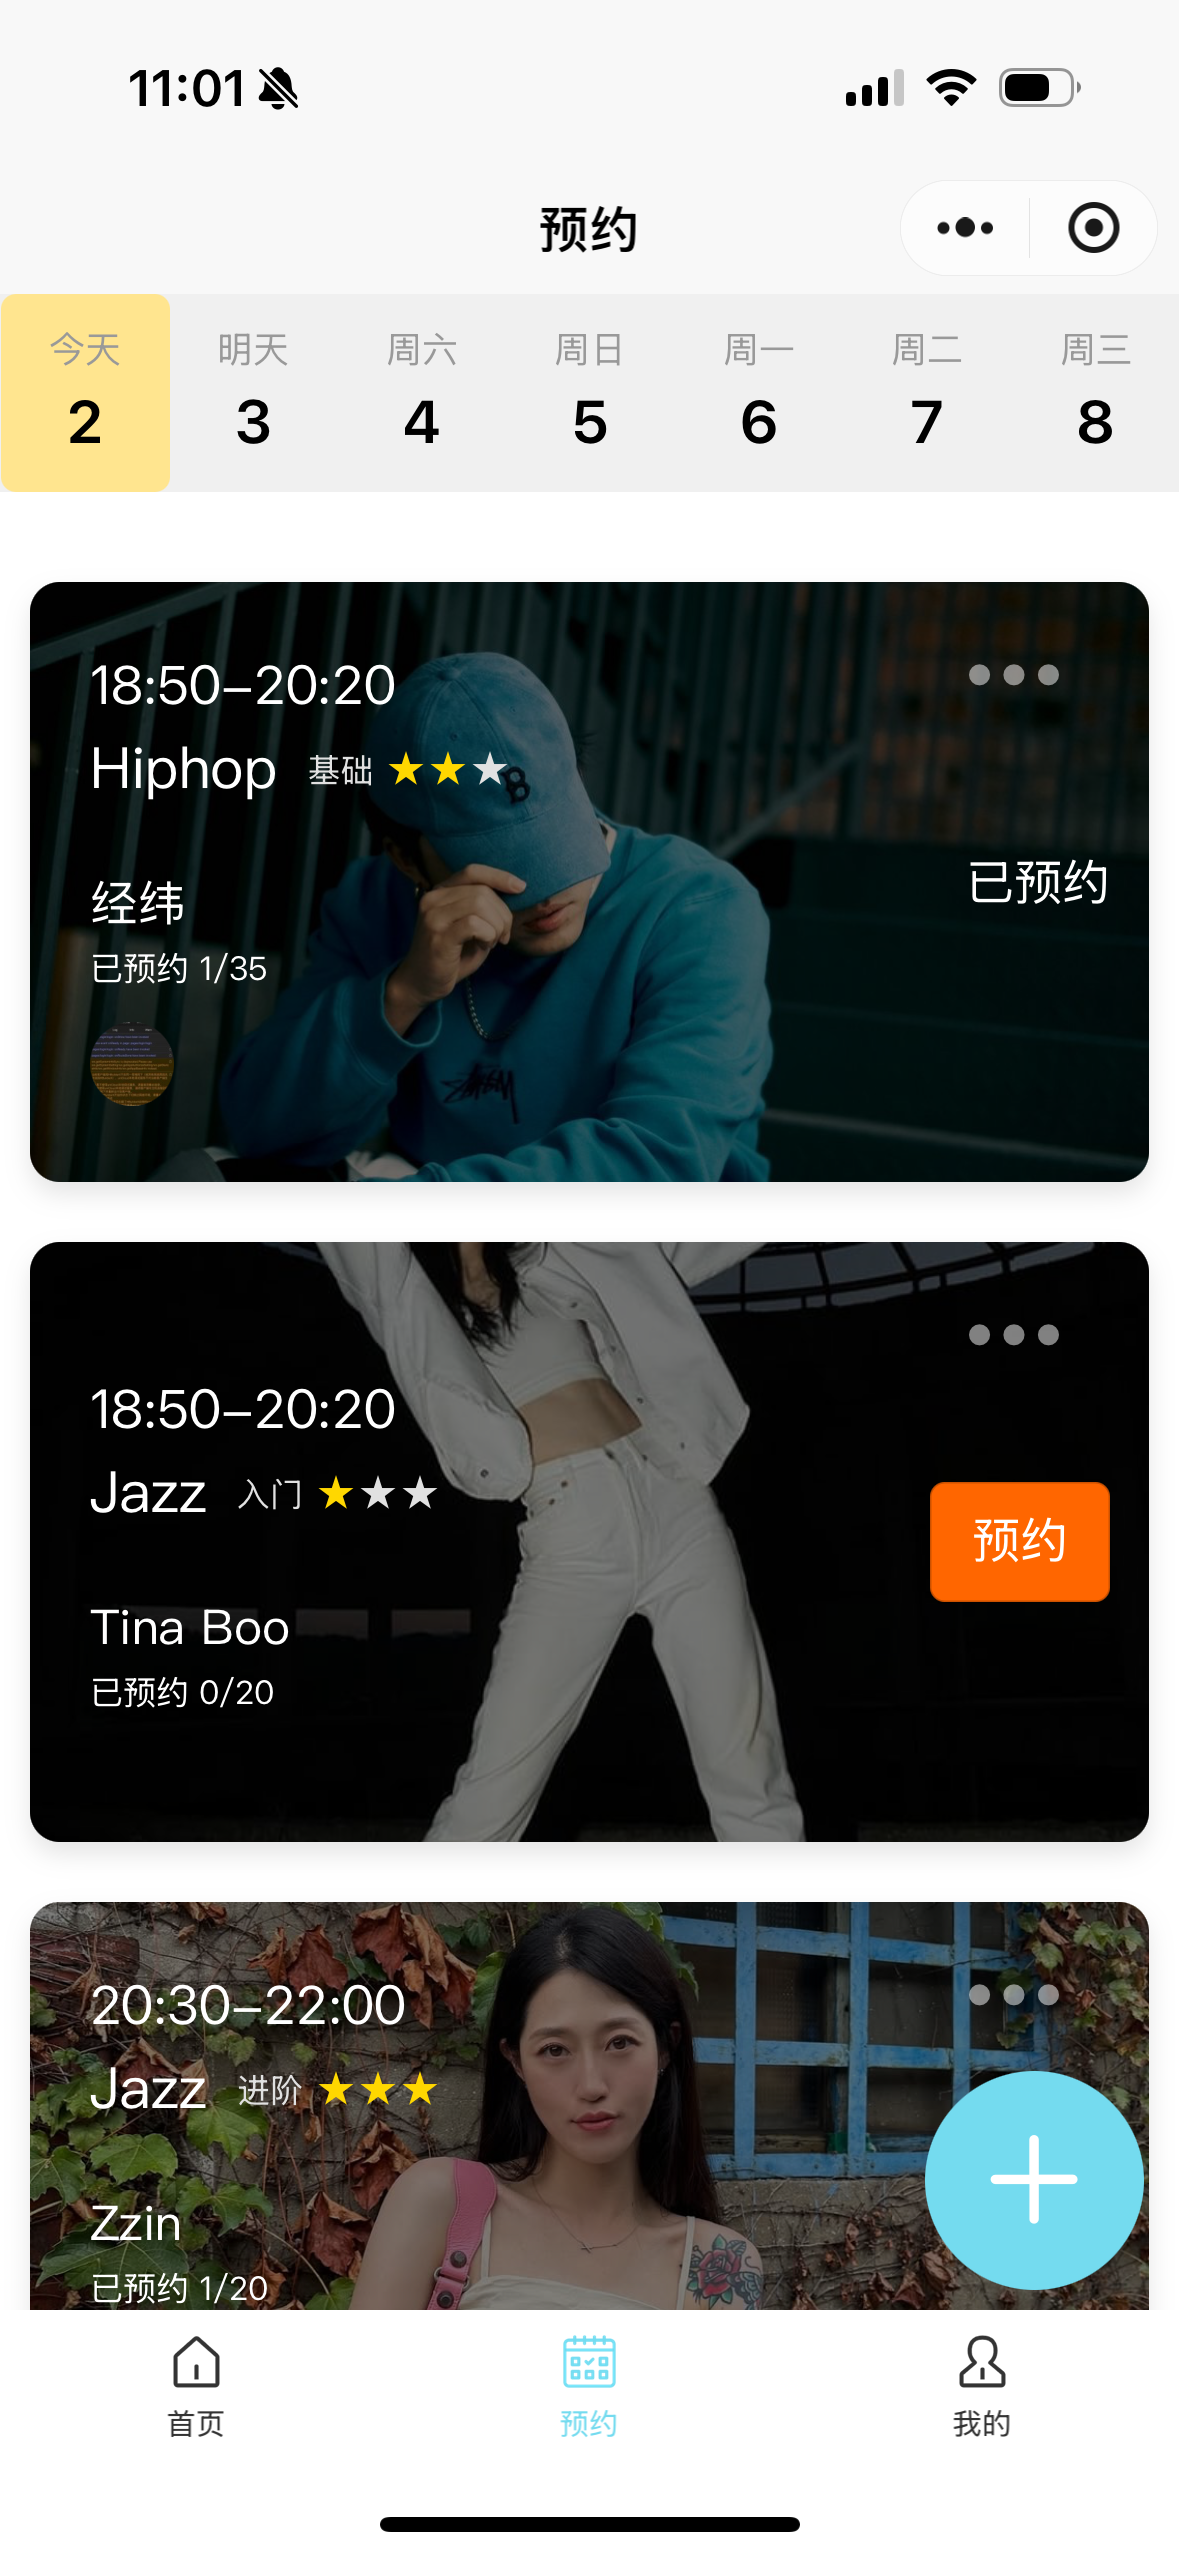 11:01
预约
今天 明天 周六 周日 周一 周二 周三
2 3 4 5 6 7 8
18:50–20:20
Hiphop 基础 ★★★
B
已预约
经纬
已预约 1/35
18:50–20:20
Jazz 入门 ★★★
预约
Tina Boo
已预约 0/20
20:30–22:00
Jazz 进阶 ★★★
Zzin
已预约 1/20
首页 预约 我的